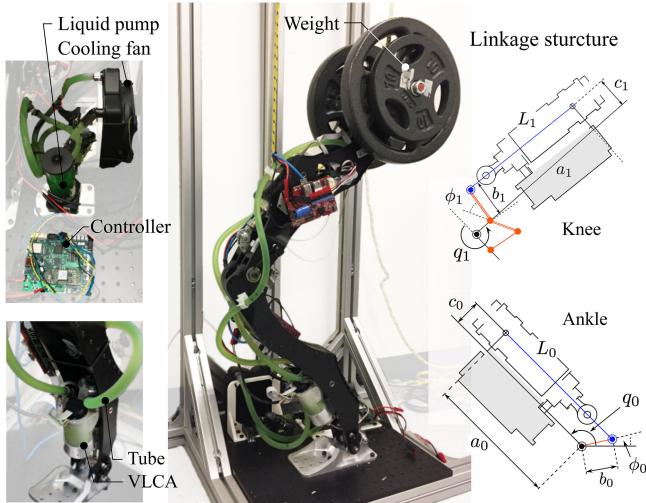 Liquid pump
Cooling fan
Controller
Tube
VLCA
Weight
10
Linkage sturcture
c₁
L₁
a₁
b₁
ϕ₁
q₁
Knee
c₀
Ankle
L₀
q₀
a₀
b₀
ϕ₀